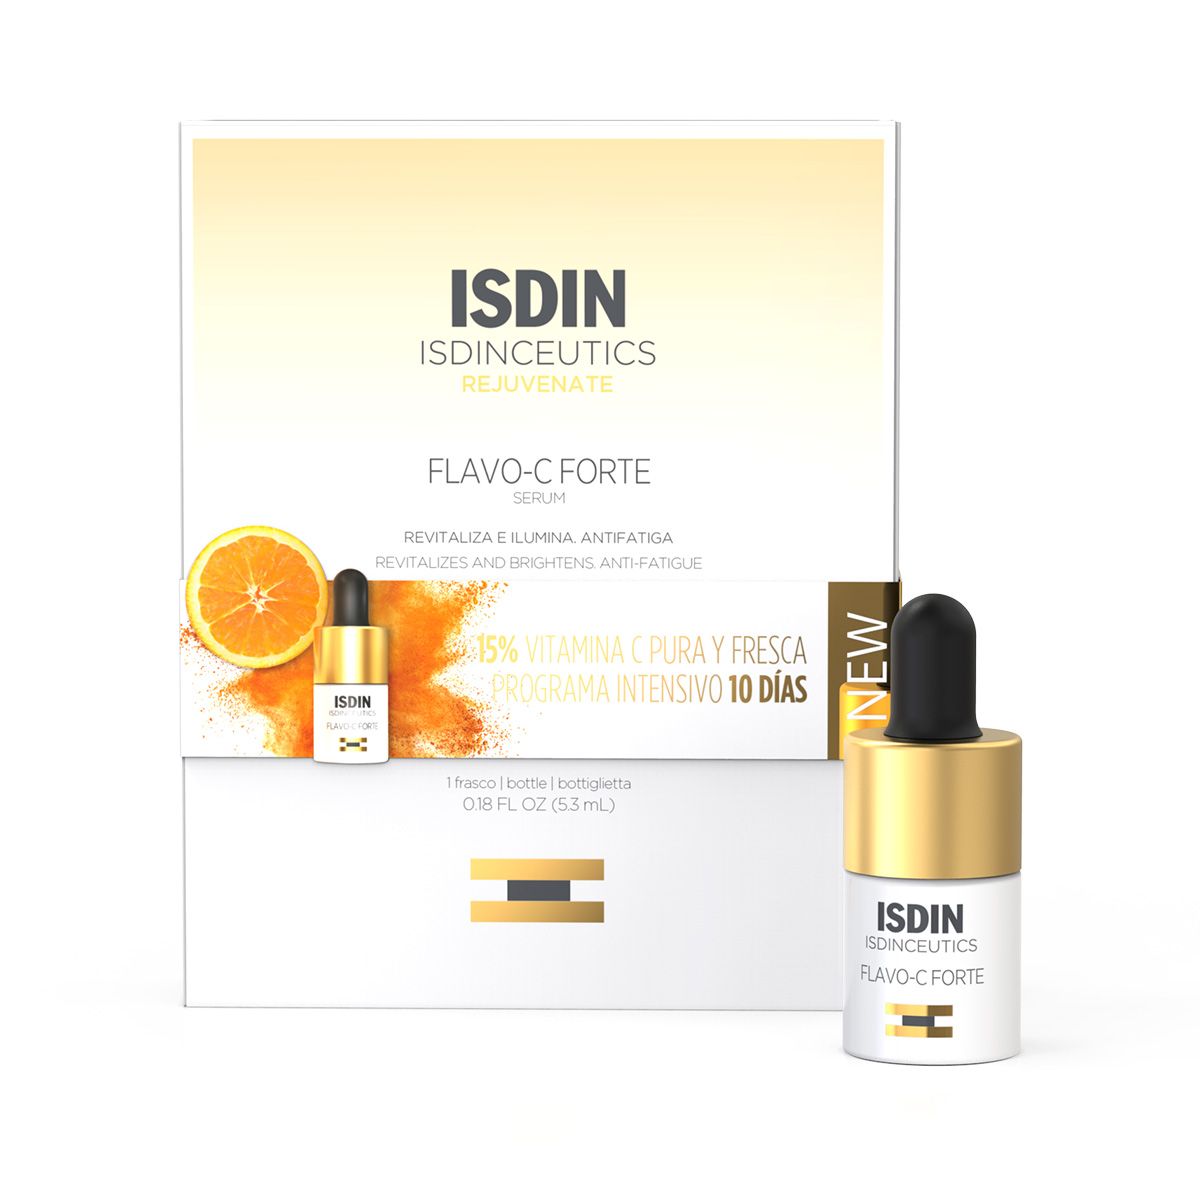 ISDIN
ISDINCEUTICS
REJUVENATE
FLAVO-C FORTE
SERUM
REVITALIZA E ILUMINA. ANTIFATIGA
REVITALIZES AND BRIGHTENS. ANTI-FATIGUE
15% VITAMINA C PURA Y FRESCA
PROGRAMA INTENSIVO 10 DÍAS
NEW
ISDIN
ISDINCEUTICS
FLAVO-C FORTE
1 frasco | bottle | bottiglietta
0.18 FL OZ (5.3 mL)
ISDIN
ISDINCEUTICS
FLAVO-C FORTE